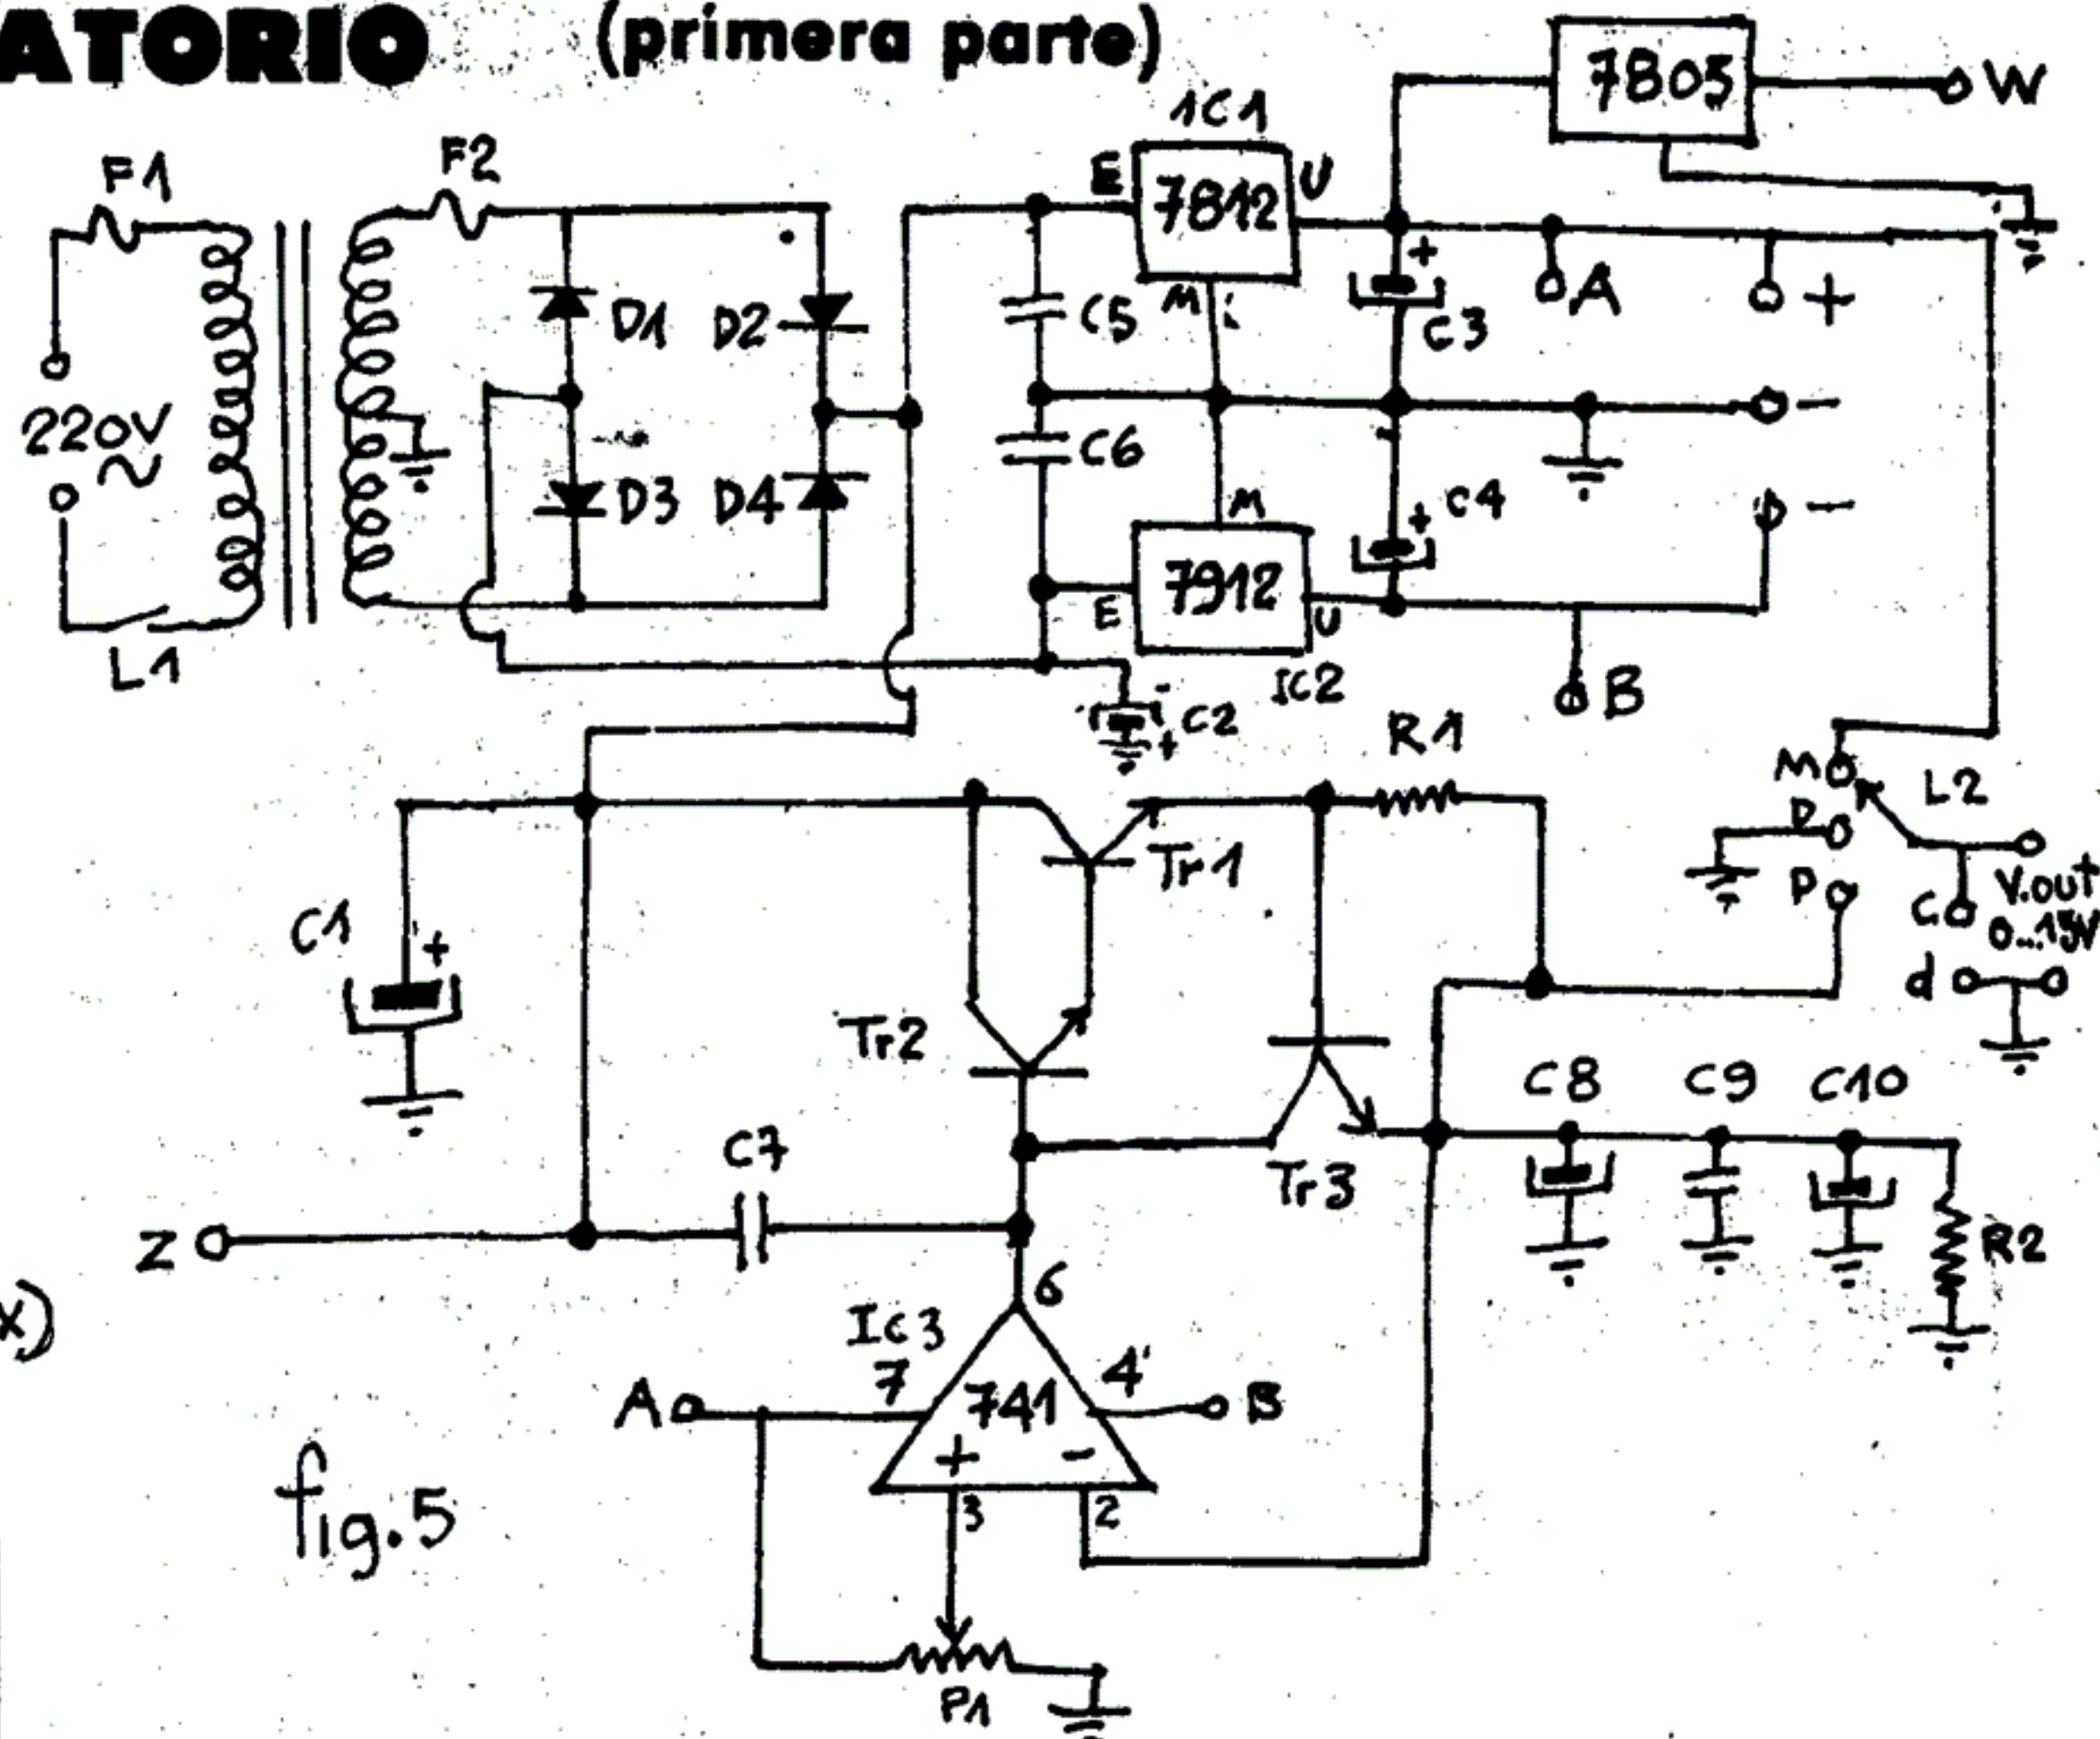 ATORIO (primera parte)
7805
W
F1
F2
1C1
E
7812
U
M
D1
D2
C5
+
C3
A
+
220V
~
D3
D4
C6
-
M
+
C4
-
E
7912
U
L1
IC2
B
-
C2
+
R1
M
L2
D
Tr1
P
C
V.out
0...15V
C1
+
d
Tr2
C8
C9
C10
C7
Tr3
R2
Z
6
x)
Ic3
7
4
A
741
B
+
-
3
2
fig.5
P1